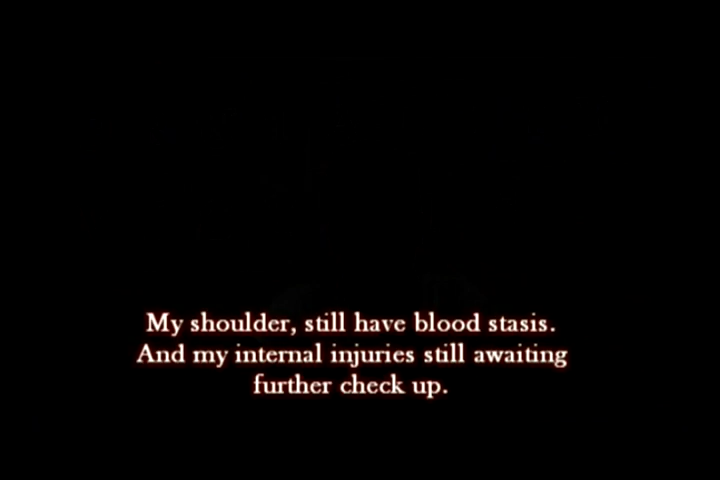 My shoulder, still have blood stasis.
And my internal injuries still awaiting
further check up.